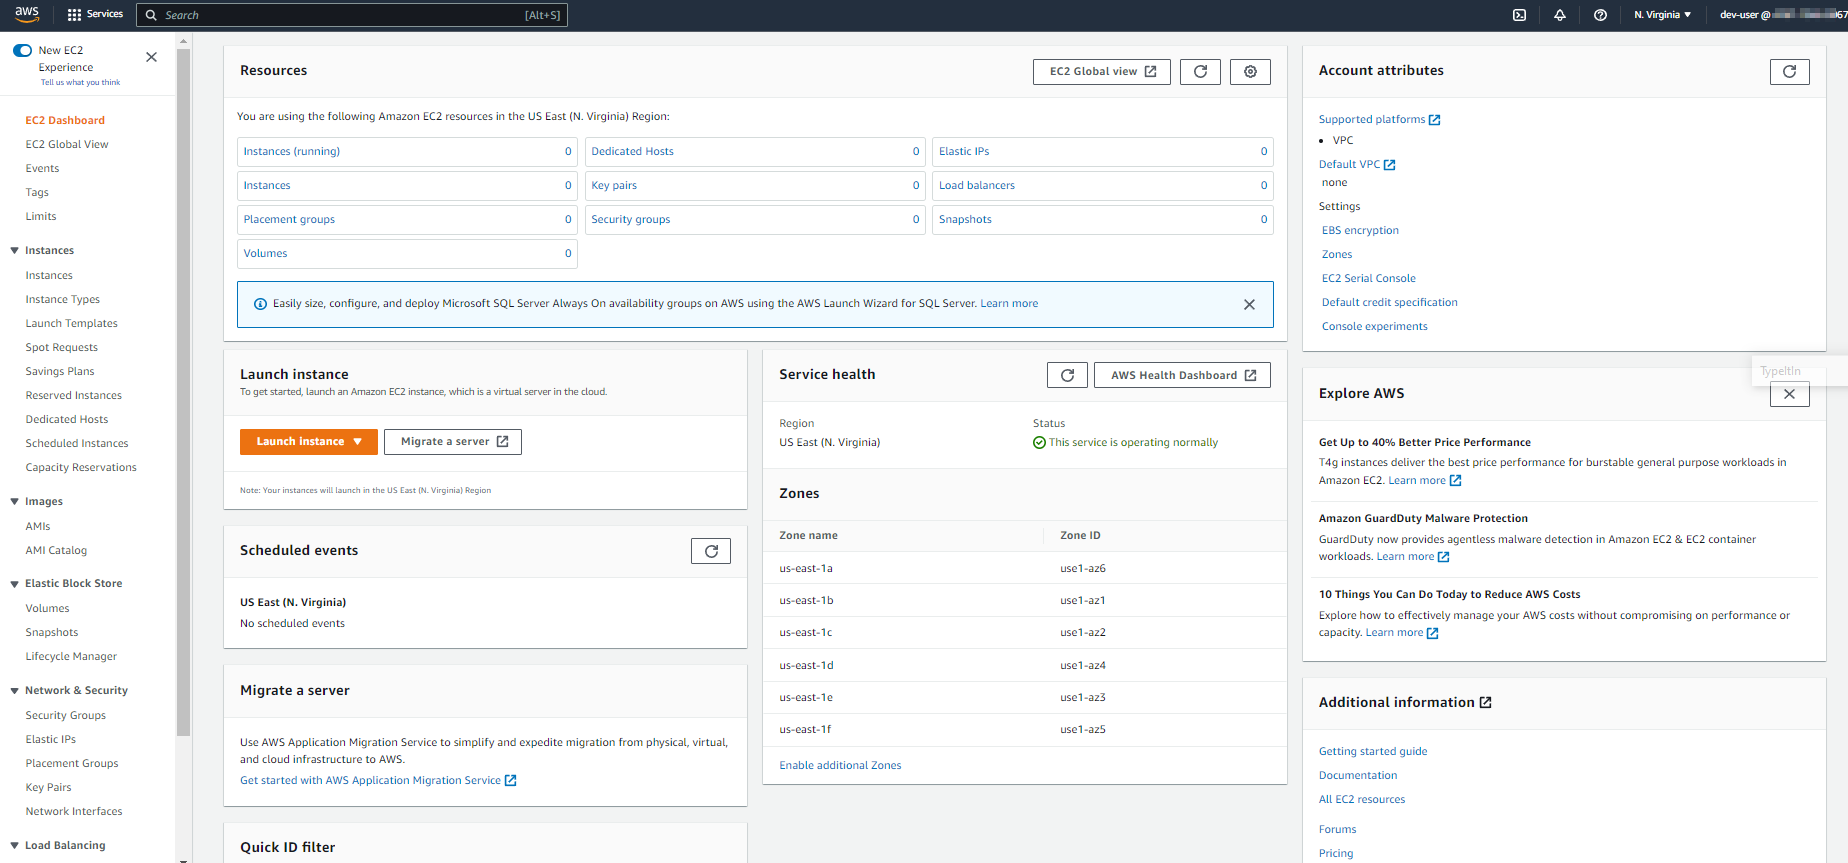 aws
Services
Search
[Alt+S]
N. Virginia
dev-user @
67
New EC2
Experience
Tell us what you think
EC2 Dashboard
EC2 Global View
Events
Tags
Limits
Instances
Instances
Instance Types
Launch Templates
Spot Requests
Savings Plans
Reserved Instances
Dedicated Hosts
Scheduled Instances
Capacity Reservations
Images
AMIs
AMI Catalog
Elastic Block Store
Volumes
Snapshots
Lifecycle Manager
Network & Security
Security Groups
Elastic IPs
Placement Groups
Key Pairs
Network Interfaces
Load Balancing
Resources
EC2 Global view
You are using the following Amazon EC2 resources in the US East (N. Virginia) Region:
Instances (running) 0
Dedicated Hosts 0
Elastic IPs 0
Instances 0
Key pairs 0
Load balancers 0
Placement groups 0
Security groups 0
Snapshots 0
Volumes 0
Easily size, configure, and deploy Microsoft SQL Server Always On availability groups on AWS using the AWS Launch Wizard for SQL Server. Learn more
Launch instance
To get started, launch an Amazon EC2 instance, which is a virtual server in the cloud.
Launch instance
Migrate a server
Note: Your instances will launch in the US East (N. Virginia) Region
Scheduled events
US East (N. Virginia)
No scheduled events
Migrate a server
Use AWS Application Migration Service to simplify and expedite migration from physical, virtual,
and cloud infrastructure to AWS.
Get started with AWS Application Migration Service
Quick ID filter
Service health
AWS Health Dashboard
Region
US East (N. Virginia)
Status
This service is operating normally
Zones
Zone name Zone ID
us-east-1a use1-az6
us-east-1b use1-az1
us-east-1c use1-az2
us-east-1d use1-az4
us-east-1e use1-az3
us-east-1f use1-az5
Enable additional Zones
Account attributes
Supported platforms
VPC
Default VPC
none
Settings
EBS encryption
Zones
EC2 Serial Console
Default credit specification
Console experiments
TypeItIn
Explore AWS
Get Up to 40% Better Price Performance
T4g instances deliver the best price performance for burstable general purpose workloads in
Amazon EC2. Learn more
Amazon GuardDuty Malware Protection
GuardDuty now provides agentless malware detection in Amazon EC2 & EC2 container
workloads. Learn more
10 Things You Can Do Today to Reduce AWS Costs
Explore how to effectively manage your AWS costs without compromising on performance or
capacity. Learn more
Additional information
Getting started guide
Documentation
All EC2 resources
Forums
Pricing